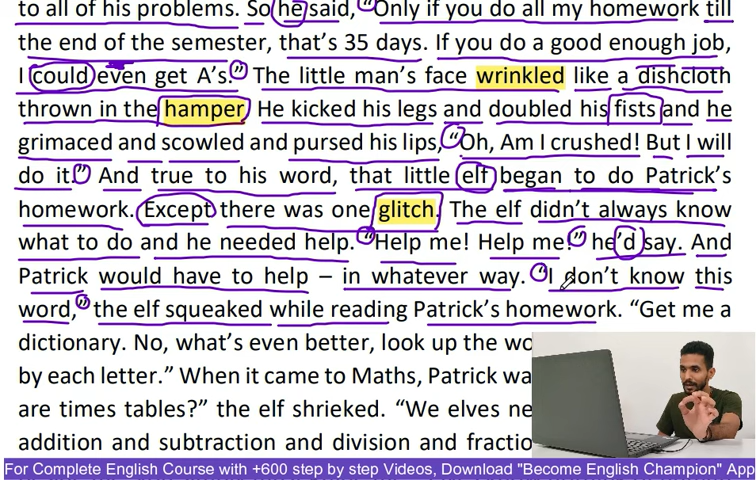 to all of his problems. So he said, "Only if you do all my homework till
the end of the semester, that's 35 days. If you do a good enough job,
I could even get A's." The little man's face wrinkled like a dishcloth
thrown in the hamper. He kicked his legs and doubled his fists and he
grimaced and scowled and pursed his lips, "Oh, Am I crushed! But I will
do it." And true to his word, that little elf began to do Patrick's
homework. Except there was one glitch. The elf didn't always know
what to do and he needed help. "Help me! Help me!" he'd say. And
Patrick would have to help – in whatever way. "I don't know this
word," the elf squeaked while reading Patrick's homework. "Get me a
dictionary. No, what's even better, look up the wo
by each letter." When it came to Maths, Patrick wa
are times tables?" the elf shrieked. "We elves ne
addition and subtraction and division and fractio
For Complete English Course with +600 step by step Videos, Download "Become English Champion" App